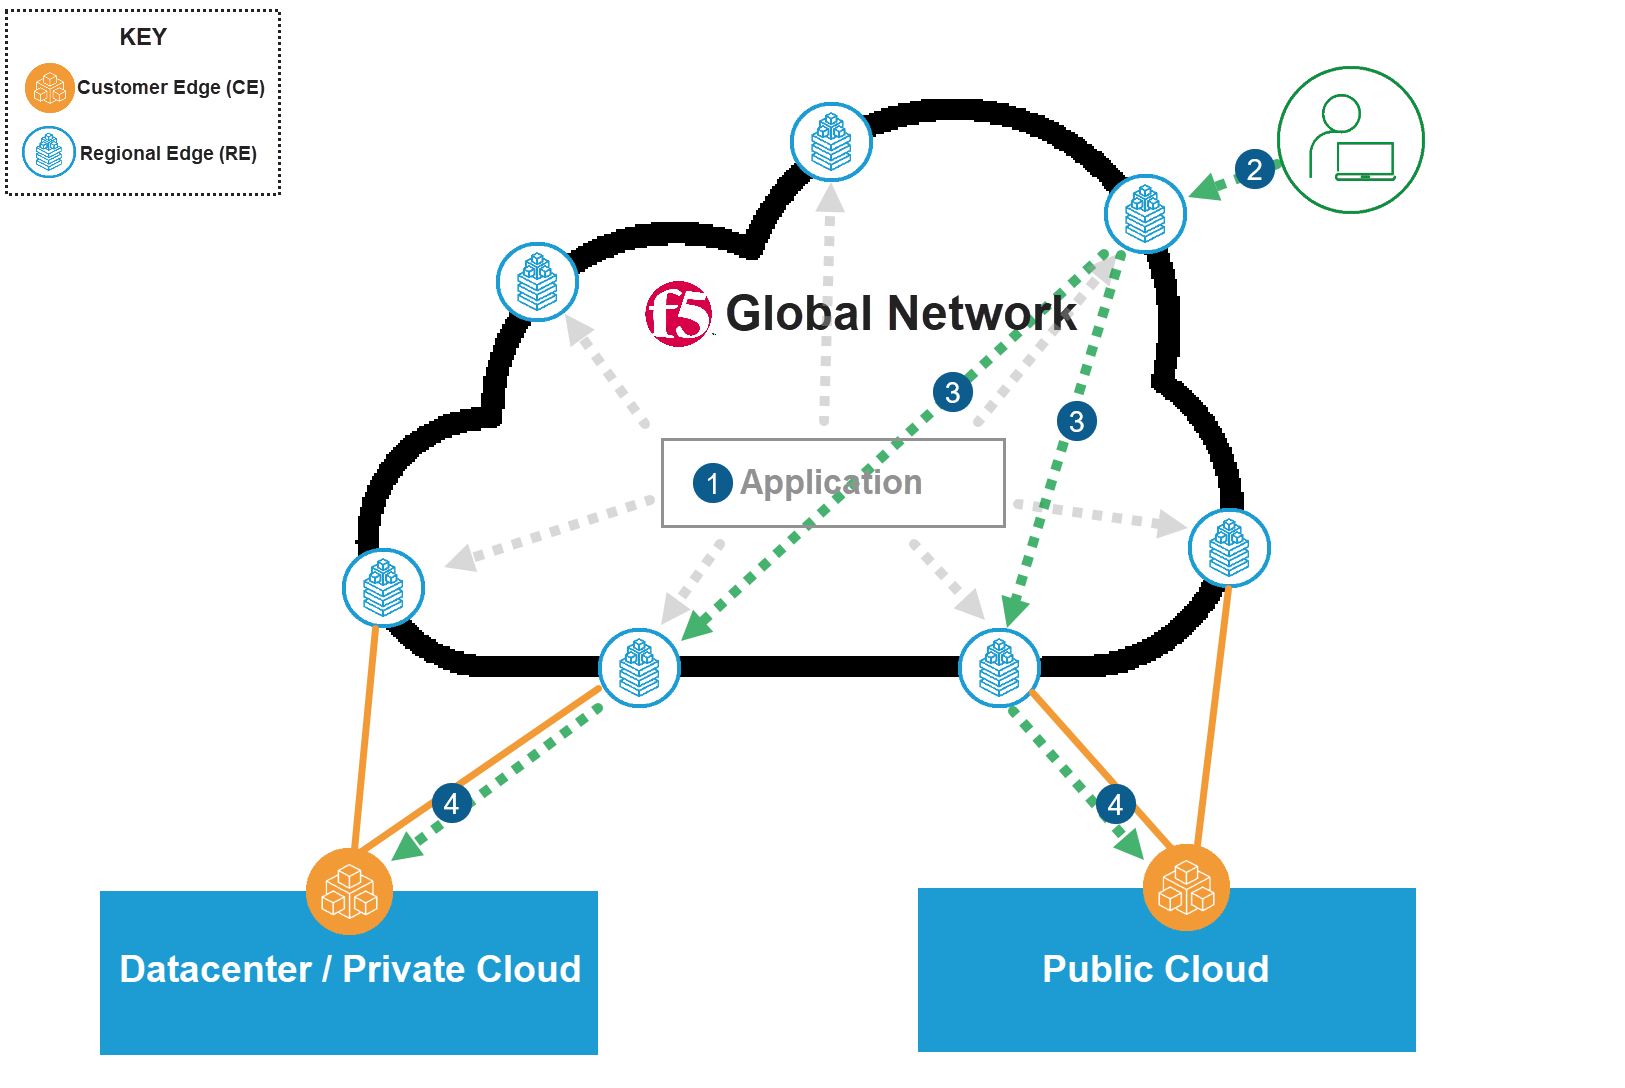 KEY
Customer Edge (CE)
Regional Edge (RE)
2
f5 Global Network
3
3
1 Application
4
4
Datacenter / Private Cloud
Public Cloud